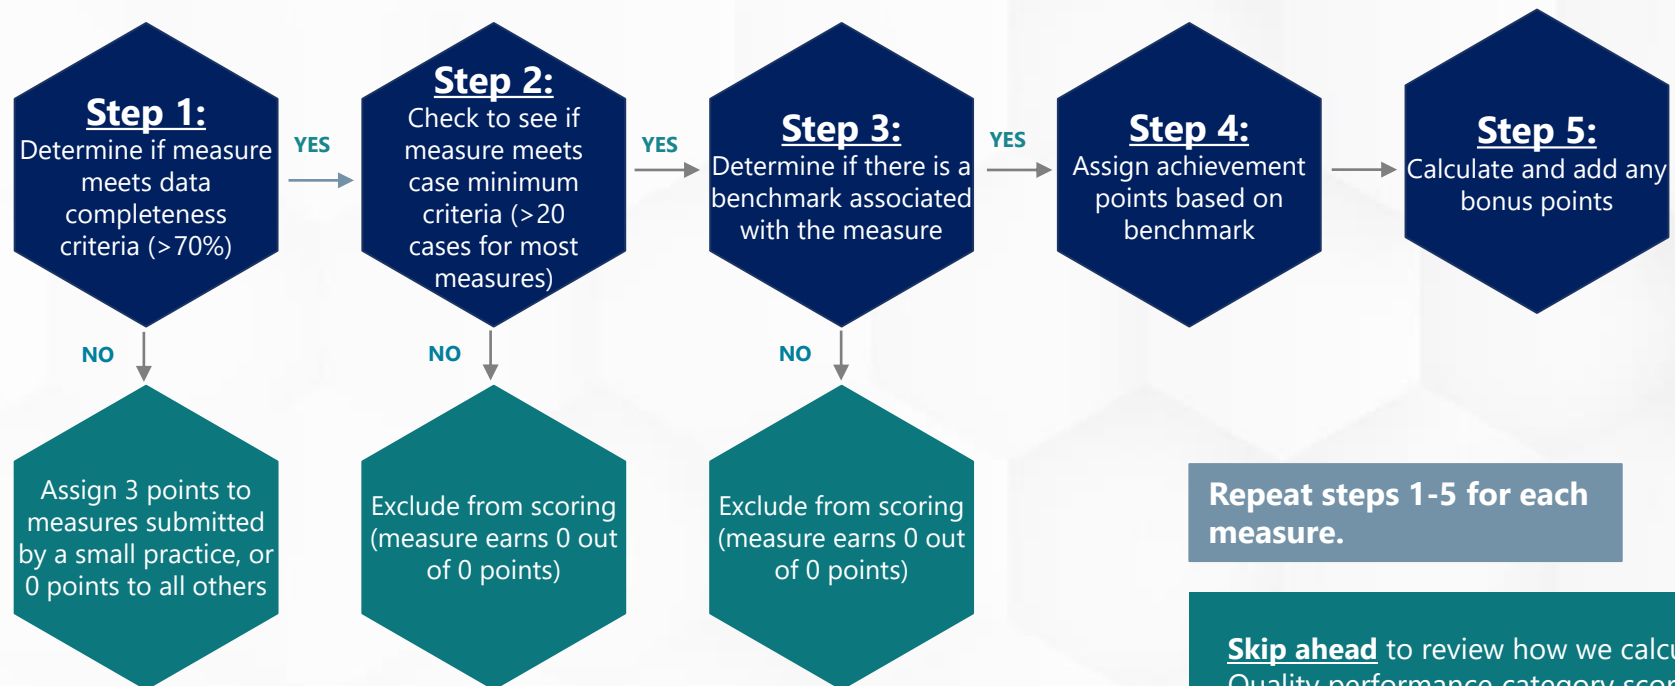 Step 1:
Determine if measure
meets data
completeness
criteria (>70%)
YES
Step 2:
Check to see if
measure meets
case minimum
criteria (>20
cases for most
measures)
YES
Step 3:
Determine if there is a
benchmark associated
with the measure
YES
Step 4:
Assign achievement
points based on
benchmark
Step 5:
Calculate and add any
bonus points
NO
NO
NO
Assign 3 points to
measures submitted
by a small practice, or
0 points to all others
Exclude from scoring
(measure earns 0 out
of 0 points)
Exclude from scoring
(measure earns 0 out
of 0 points)
Repeat steps 1-5 for each
measure.
Skip ahead to review how we
Quality performance category